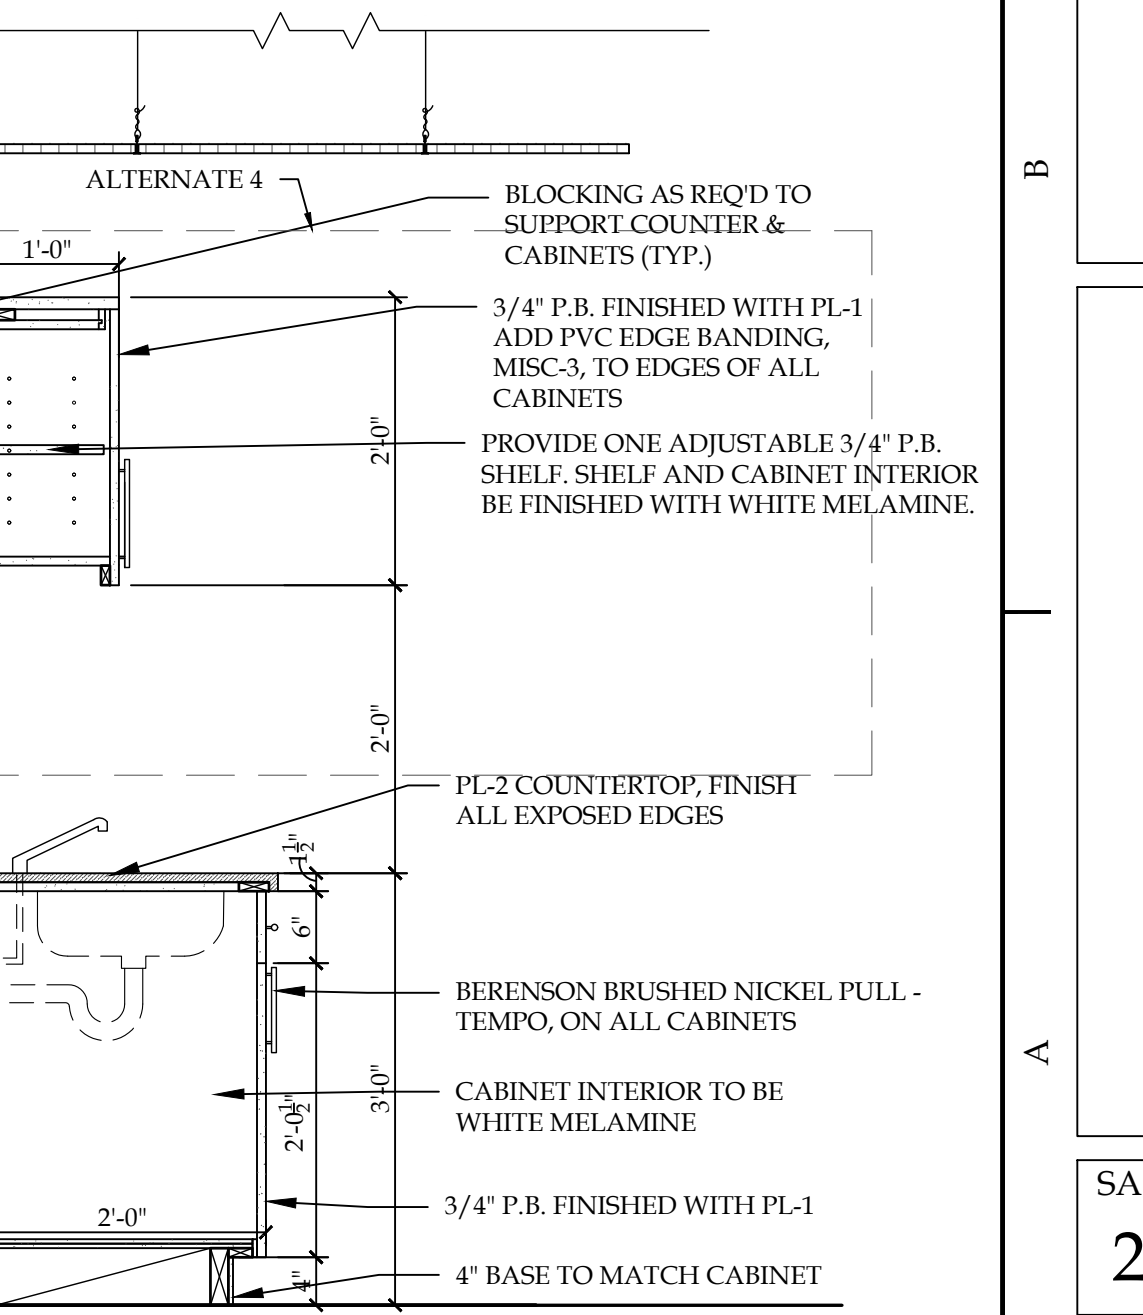 B
ALTERNATE 4
BLOCKING AS REQ'D TO
SUPPORT COUNTER &
CABINETS (TYP.)
1'-0"
3/4" P.B. FINISHED WITH PL-1
ADD PVC EDGE BANDING,
MISC-3, TO EDGES OF ALL
CABINETS
2'-0"
PROVIDE ONE ADJUSTABLE 3/4" P.B.
SHELF. SHELF AND CABINET INTERIOR
BE FINISHED WITH WHITE MELAMINE.
2'-0"
PL-2 COUNTERTOP, FINISH
ALL EXPOSED EDGES
1 1/2"
6"
BERENSON BRUSHED NICKEL PULL -
TEMPO, ON ALL CABINETS
A
CABINET INTERIOR TO BE
WHITE MELAMINE
2'-0 1/2"
3'-0"
3/4" P.B. FINISHED WITH PL-1
2'-0"
4" BASE TO MATCH CABINET
4"
SA
2